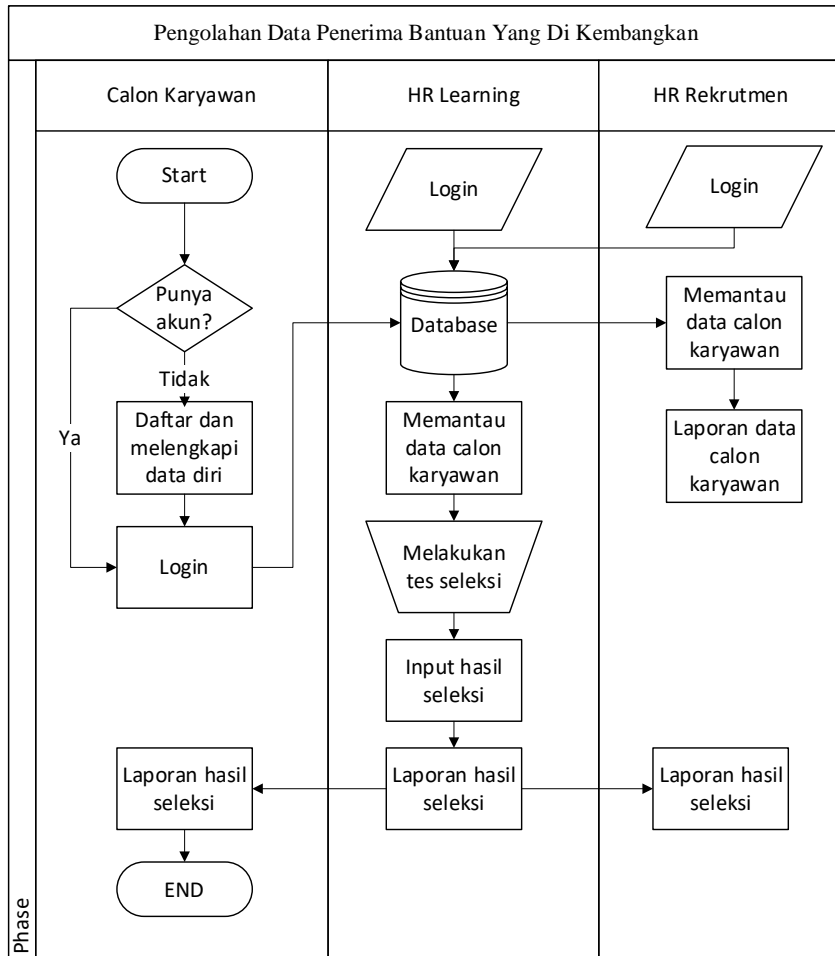 Pengolahan Data Penerima Bantuan Yang Di Kembangkan
Calon Karyawan
HR Learning
HR Rekrutmen
Start
Login
Login
Punya
akun?
Database
Memantau
data calon
karyawan
Tidak
Ya
Daftar dan
melengkapi
data diri
Memantau
data calon
karyawan
Laporan data
calon
karyawan
Login
Melakukan
tes seleksi
Input hasil
seleksi
Laporan hasil
seleksi
Laporan hasil
seleksi
Laporan hasil
seleksi
END
Phase